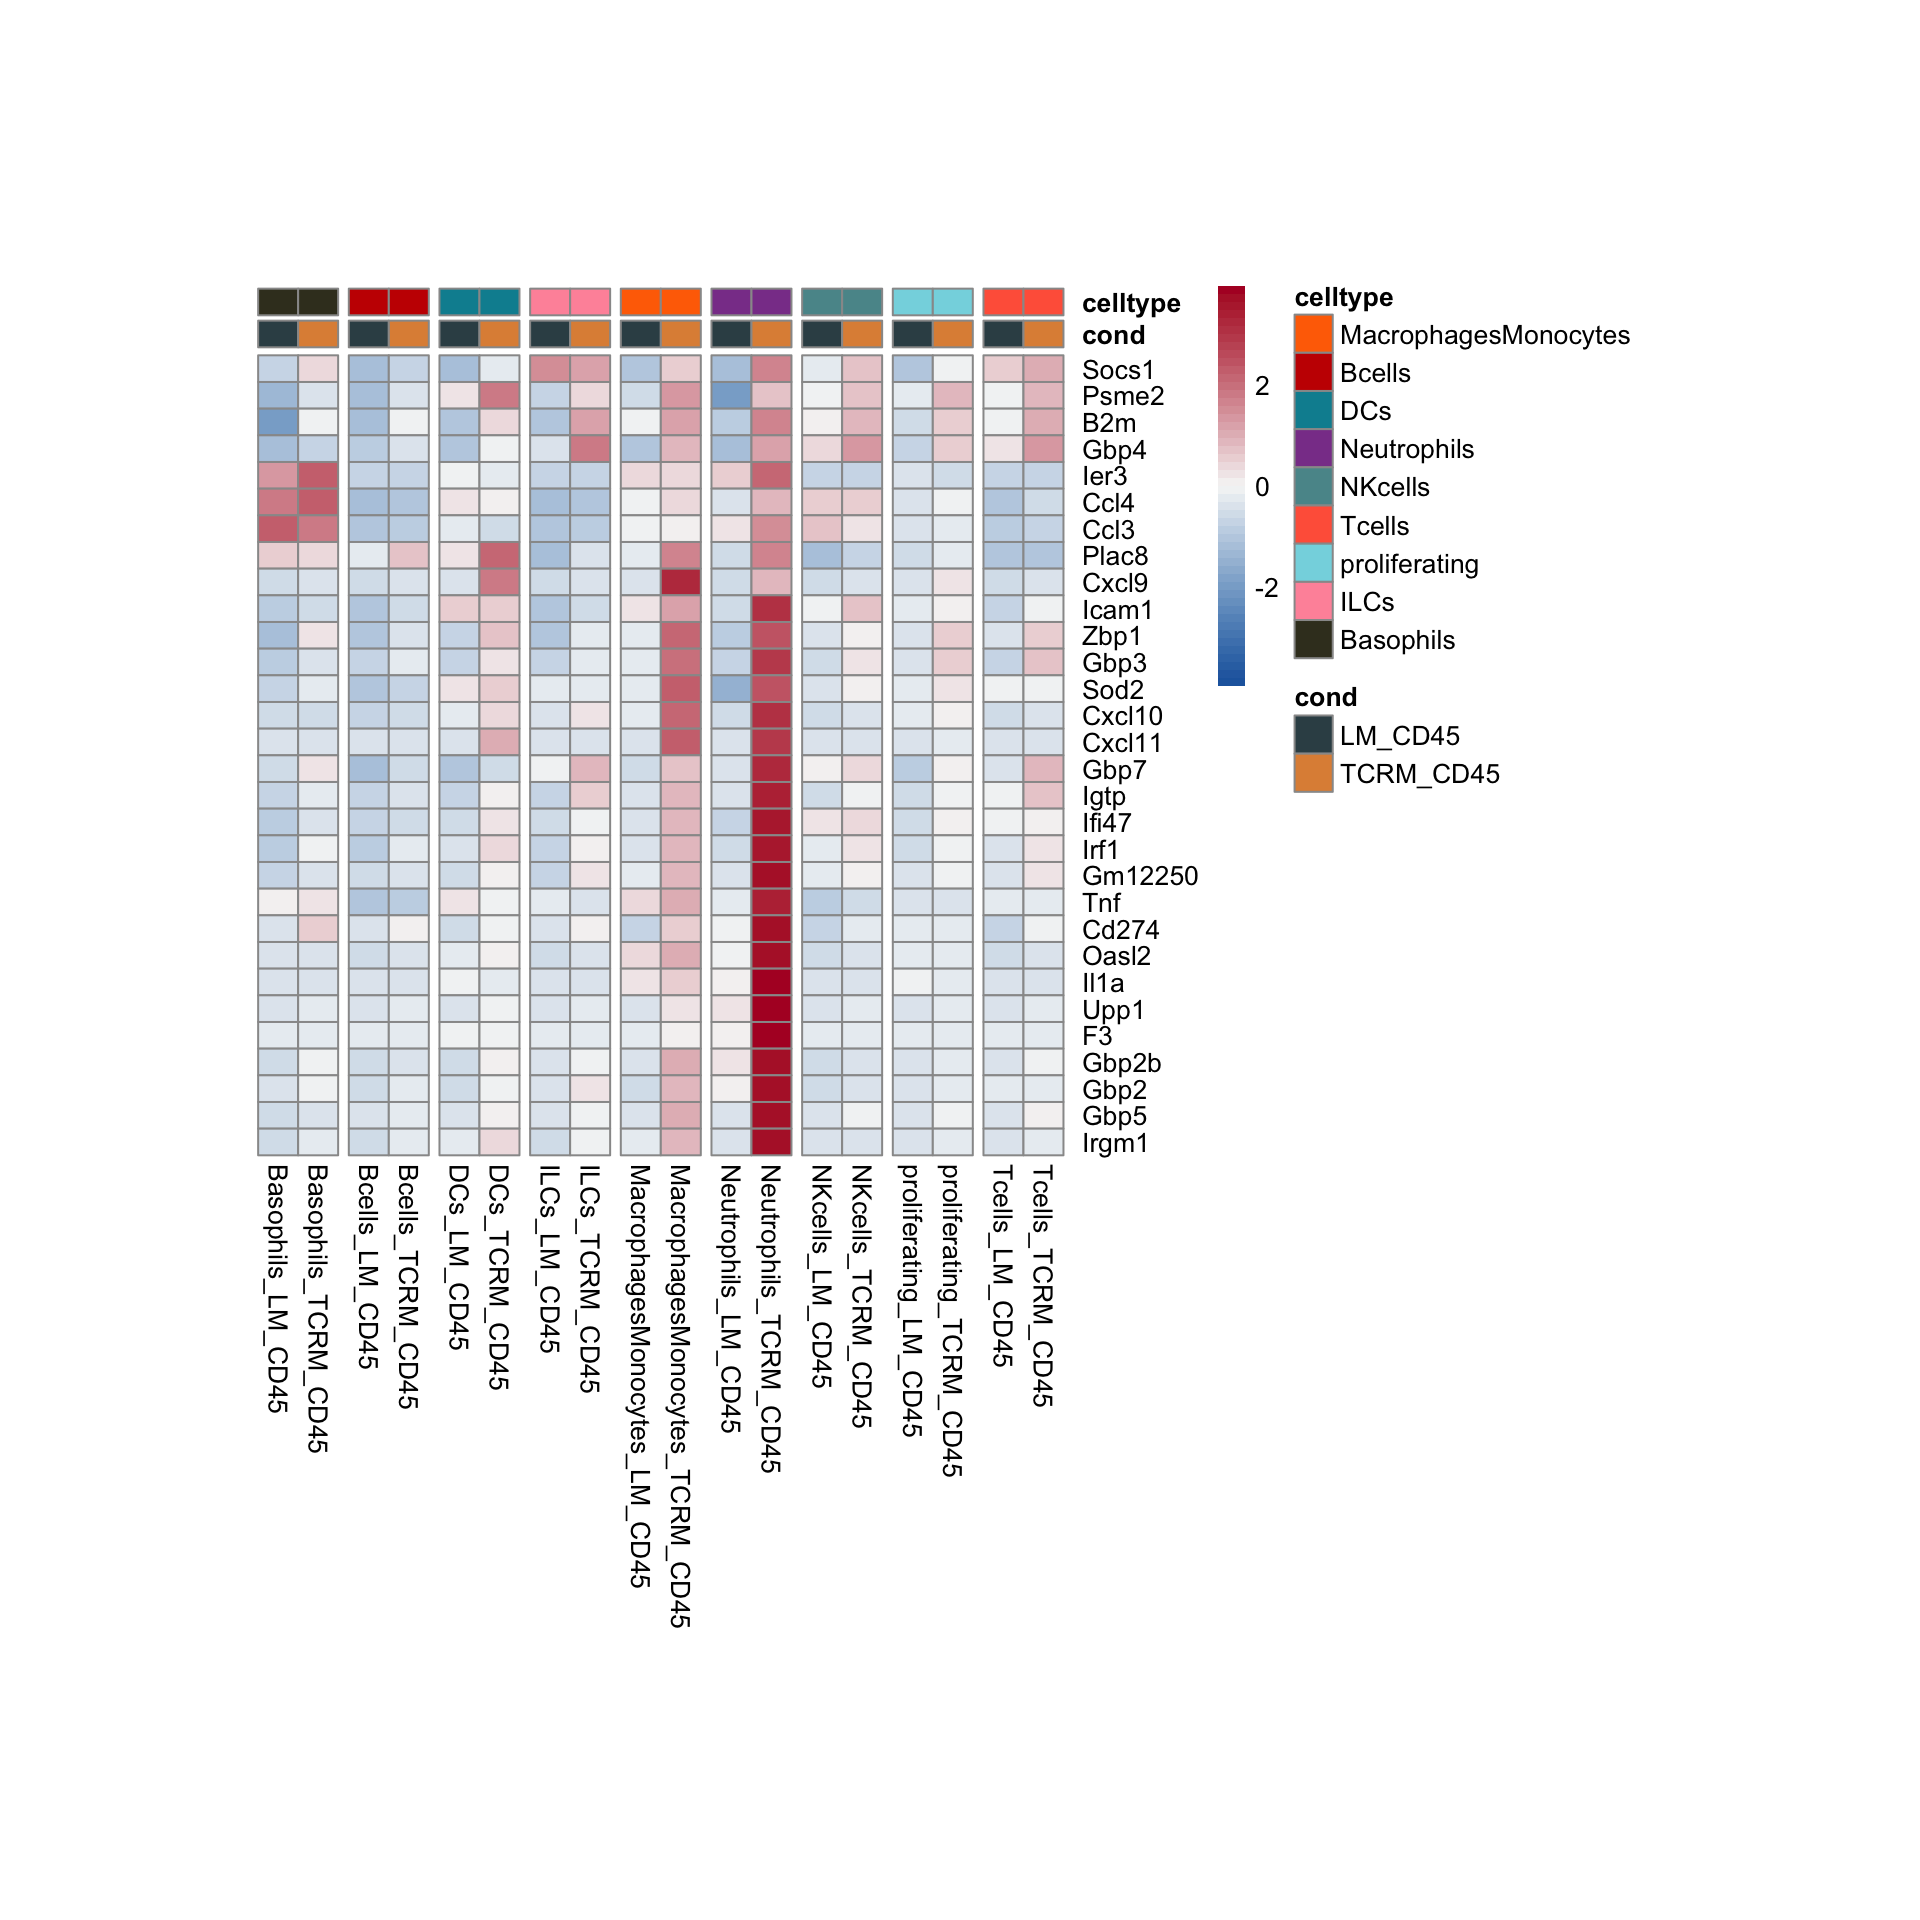 celltype
cond
Socs1
Psme2
B2m
Gbp4
Ier3
Ccl4
Ccl3
Plac8
Cxcl9
Icam1
Zbp1
Gbp3
Sod2
Cxcl10
Cxcl11
Gbp7
Igtp
Ifi47
Irf1
Gm12250
Tnf
Cd274
Oasl2
Il1a
Upp1
F3
Gbp2b
Gbp2
Gbp5
Irgm1
Basophils_LM_CD45
Basophils_TCRM_CD45
Bcells_LM_CD45
Bcells_TCRM_CD45
DCs_LM_CD45
DCs_TCRM_CD45
ILCs_LM_CD45
ILCs_TCRM_CD45
MacrophagesMonocytes_LM_CD45
MacrophagesMonocytes_TCRM_CD45
Neutrophils_LM_CD45
Neutrophils_TCRM_CD45
NKcells_LM_CD45
NKcells_TCRM_CD45
proliferating_LM_CD45
proliferating_TCRM_CD45
Tcells_LM_CD45
Tcells_TCRM_CD45
2
0
-2
celltype
MacrophagesMonocytes
Bcells
DCs
Neutrophils
NKcells
Tcells
proliferating
ILCs
Basophils
cond
LM_CD45
TCRM_CD45